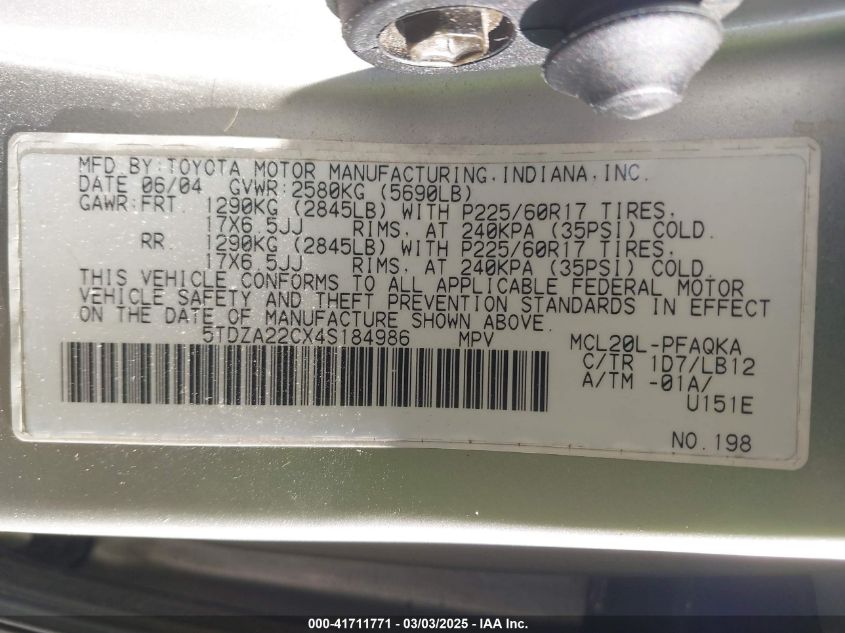 MFD.BY:TOYOTA MOTOR MANUFACTURING,INDIANA,INC.
DATE 06/04 GVWR:2580KG (5690LB)
GAWR:FRT. 1290KG (2845LB) WITH P225/60R17 TIRES,
17X6.5JJ RIMS, AT 240KPA (35PSI) COLD.
RR. 1290KG (2845LB) WITH P225/60R17 TIRES,
17X6.5JJ RIMS, AT 240KPA (35PSI) COLD.
THIS VEHICLE CONFORMS TO ALL APPLICABLE FEDERAL MOTOR
VEHICLE SAFETY AND THEFT PREVENTION STANDARDS IN EFFECT
ON THE DATE OF MANUFACTURE SHOWN ABOVE.
5TDZA22CX4S184986 MPV MCL20L-PFAQKA
C/TR 1D7/LB12
A/TM -01A/
U151E
NO.198
000-41711771 - 03/03/2025 - IAA Inc.